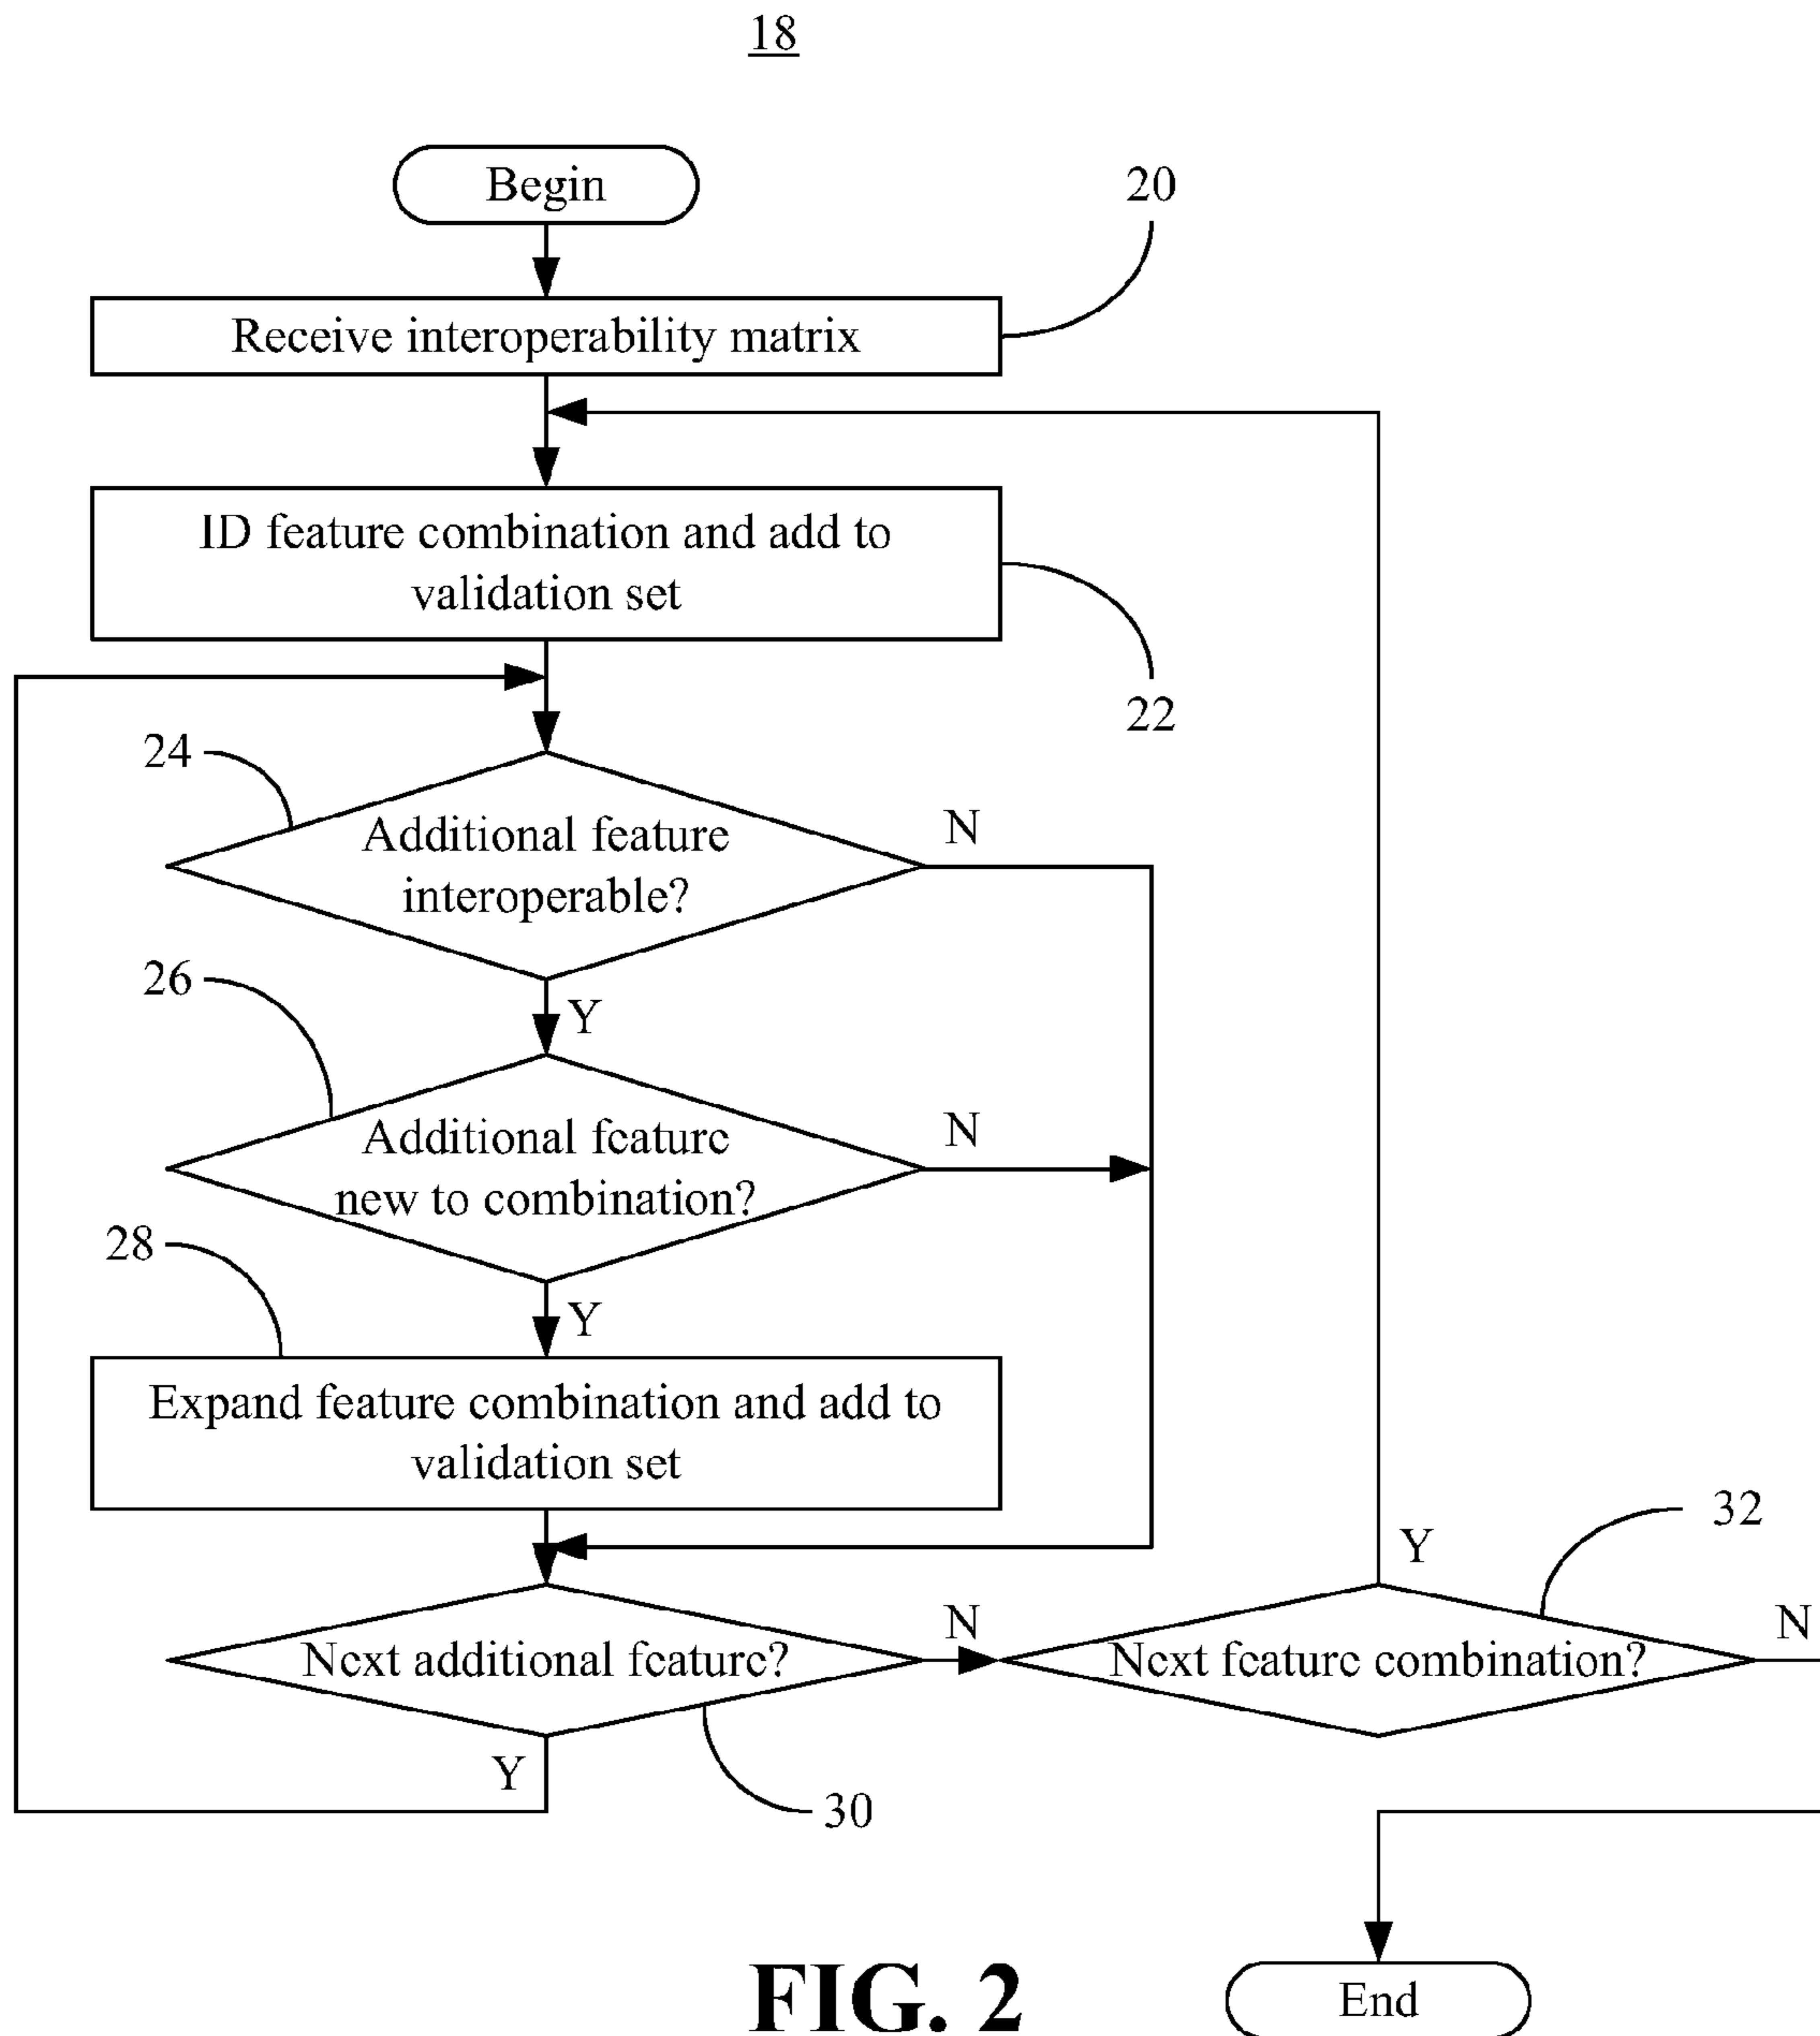 18
Begin
20
Receive interoperability matrix
ID feature combination and add to
validation set
22
24
Additional feature
interoperable?
N
Y
26
Additional feature
new to combination?
N
Y
28
Expand feature combination and add to
validation set
32
Y
Next additional feature?
N
Next feature combination?
N
Y
30
FIG. 2
End